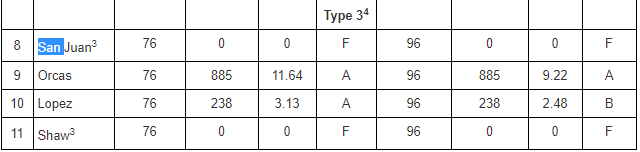 Type 3⁴
8 San Juan³ 76 0 0 F 96 0 0 F
9 Orcas 76 885 11.64 A 96 885 9.22 A
10 Lopez 76 238 3.13 A 96 238 2.48 B
11 Shaw³ 76 0 0 F 96 0 0 F